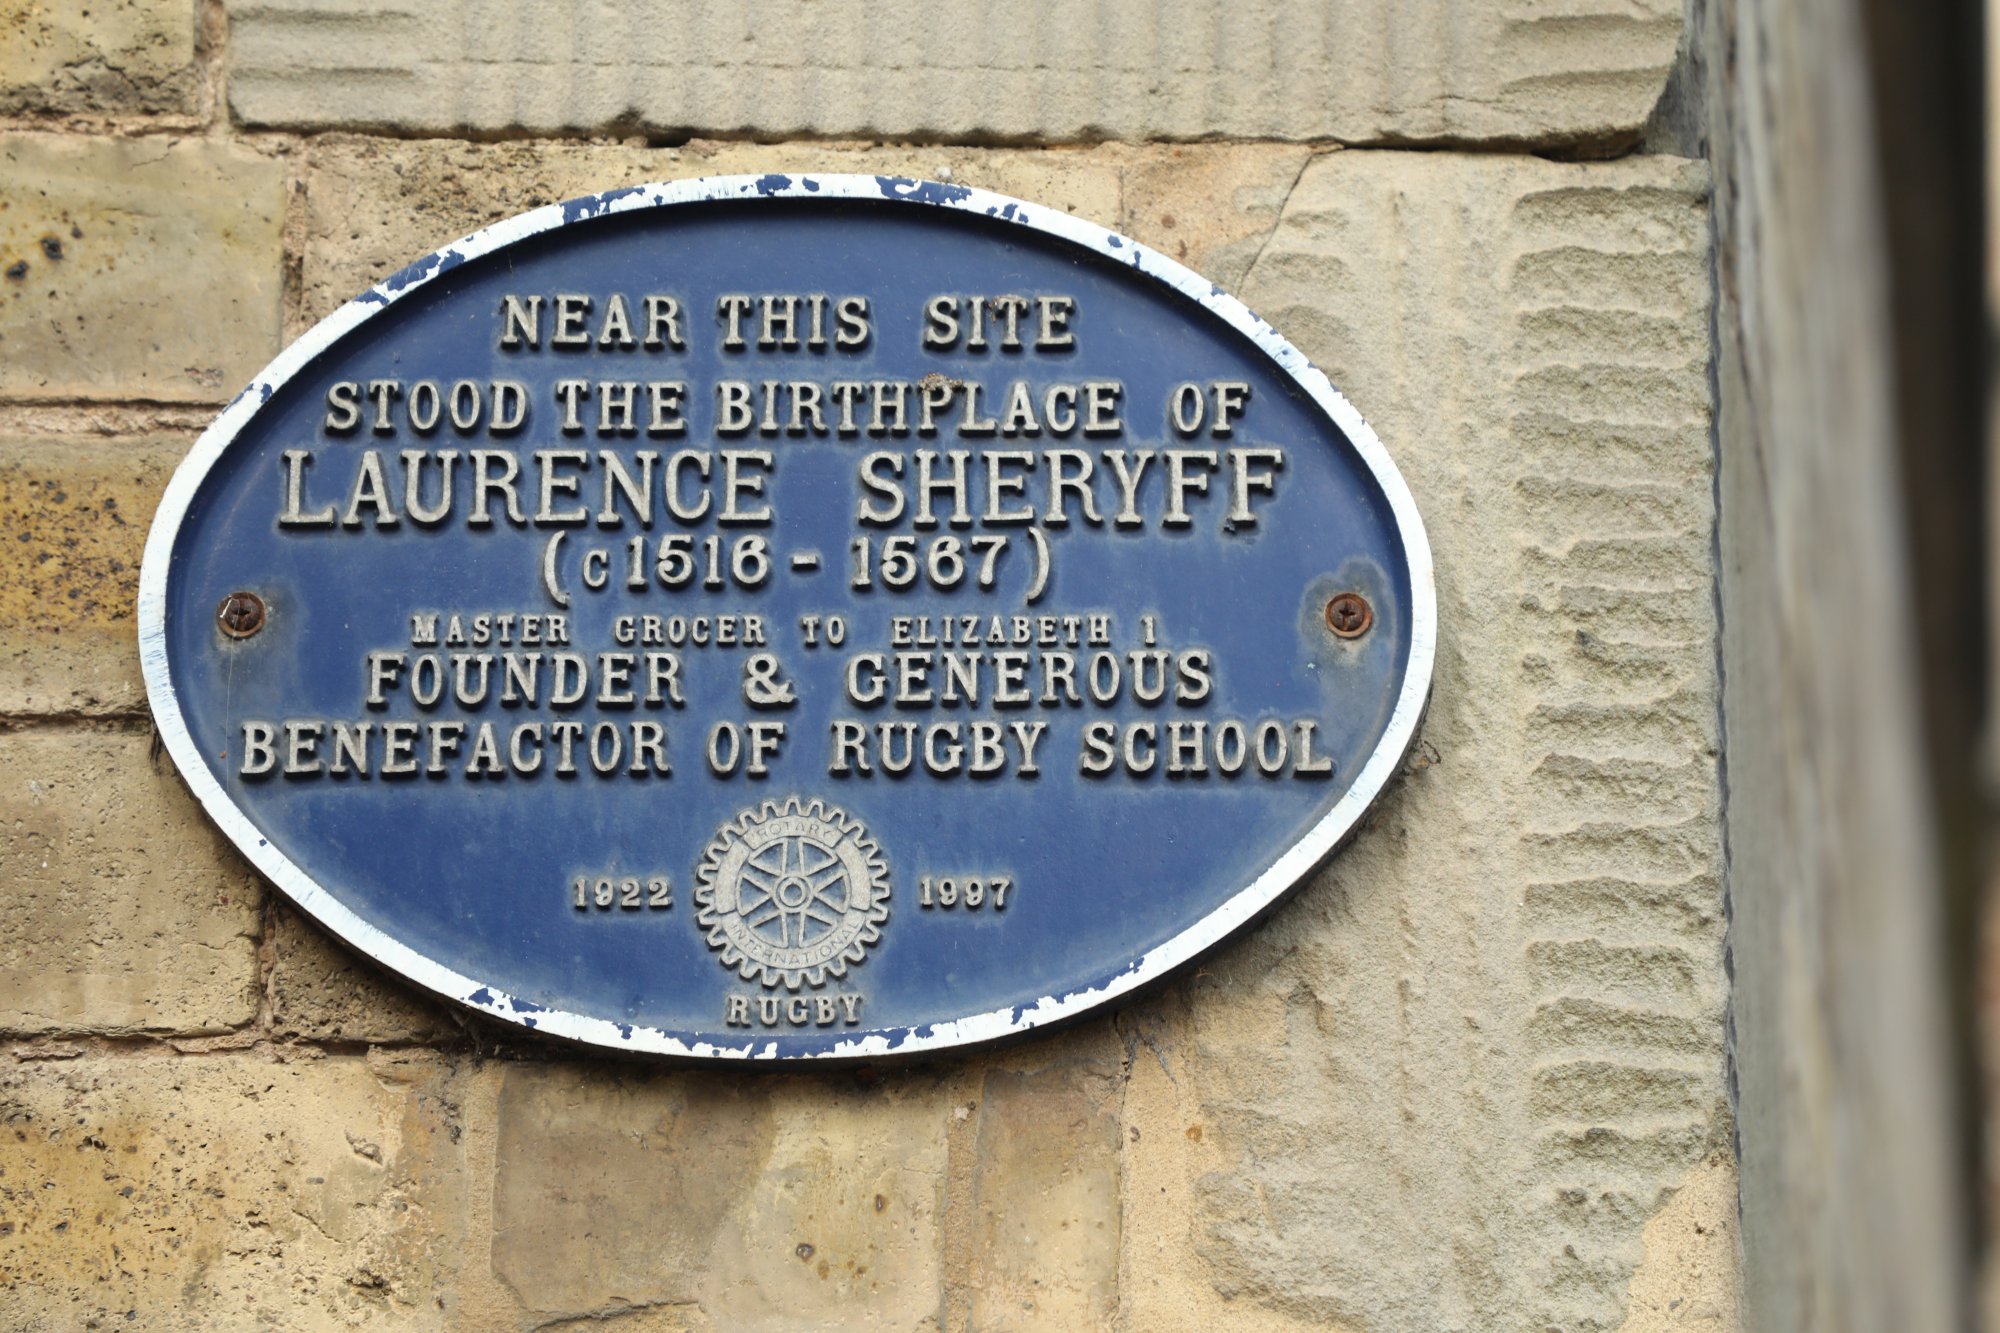 NEAR THIS SITE
STOOD THE BIRTHPLACE OF
LAURENCE SHERYFF
(c1516 - 1567)
MASTER GROCER TO ELIZABETH 1
FOUNDER & GENEROUS
BENEFACTOR OF RUGBY SCHOOL
ROTARY
1922 1997
INTERNATIONAL
RUGBY